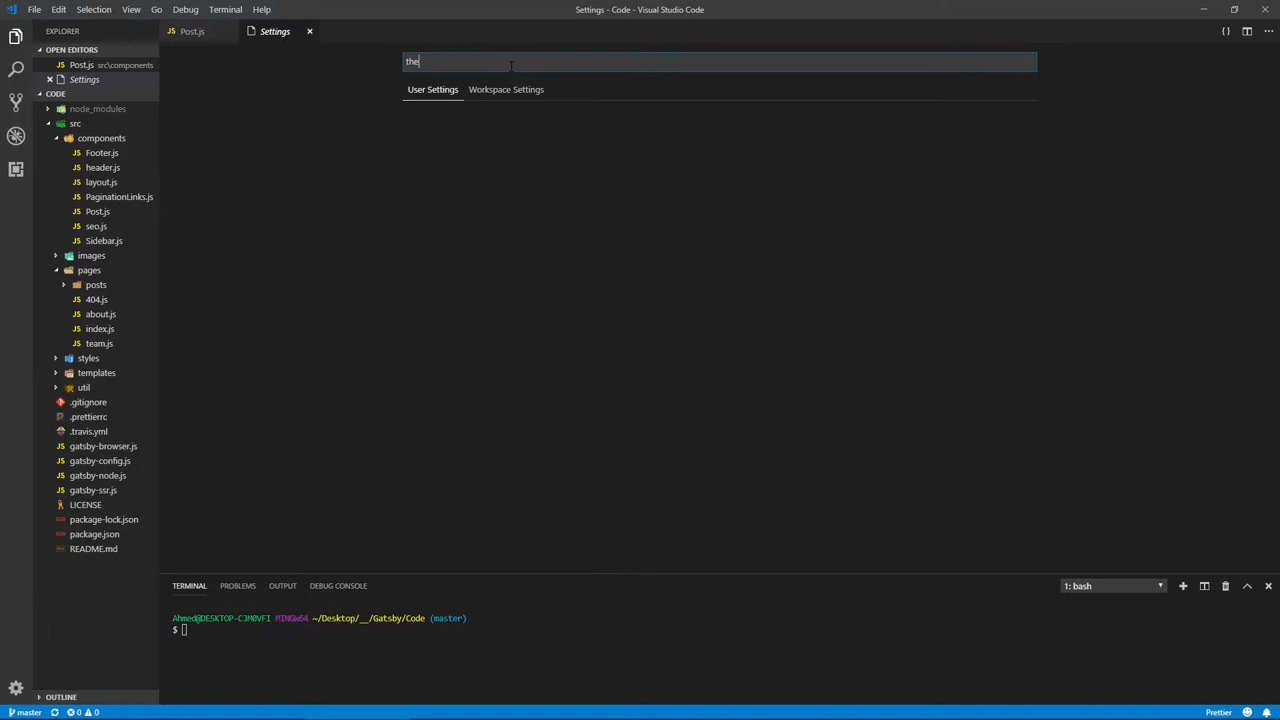 File Edit Selection View Go Debug Terminal Help
Settings - Code - Visual Studio Code
EXPLORER
Post.js
Settings
OPEN EDITORS
Post.js src\components
Settings
CODE
node_modules
src
components
Footer.js
header.js
layout.js
PaginationLinks.js
Post.js
seo.js
Sidebar.js
images
pages
posts
404.js
about.js
index.js
team.js
styles
templates
util
.gitignore
.prettierrc
.travis.yml
gatsby-browser.js
gatsby-config.js
gatsby-node.js
gatsby-ssr.js
LICENSE
package-lock.json
package.json
README.md
OUTLINE
the
User Settings Workspace Settings
TERMINAL PROBLEMS OUTPUT DEBUG CONSOLE
1: bash
Ahmed@DESKTOP-CJM0VFI MINGW64 ~/Desktop/__/Gatsby/Code (master)
$
master 0 0
Prettier